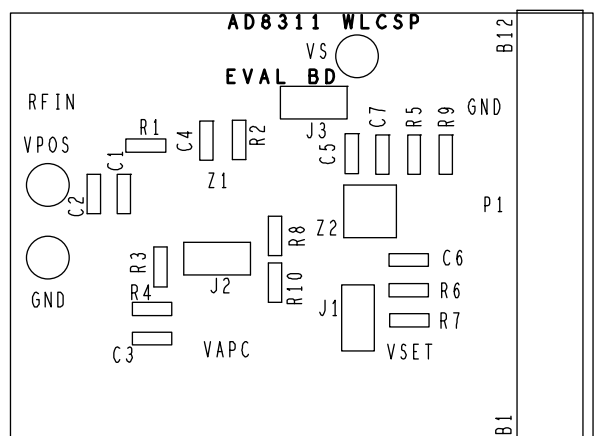 AD8311 WLCSP
B12
VS
EVAL BD
RFIN
GND
C7
R5
R9
R1
C4
R2
J3
VPOS
C1
C5
Z1
C2
P1
Z2
R8
R3
C6
J2
R10
R4
R6
GND
J1
R7
C3
VAPC
VSET
B1